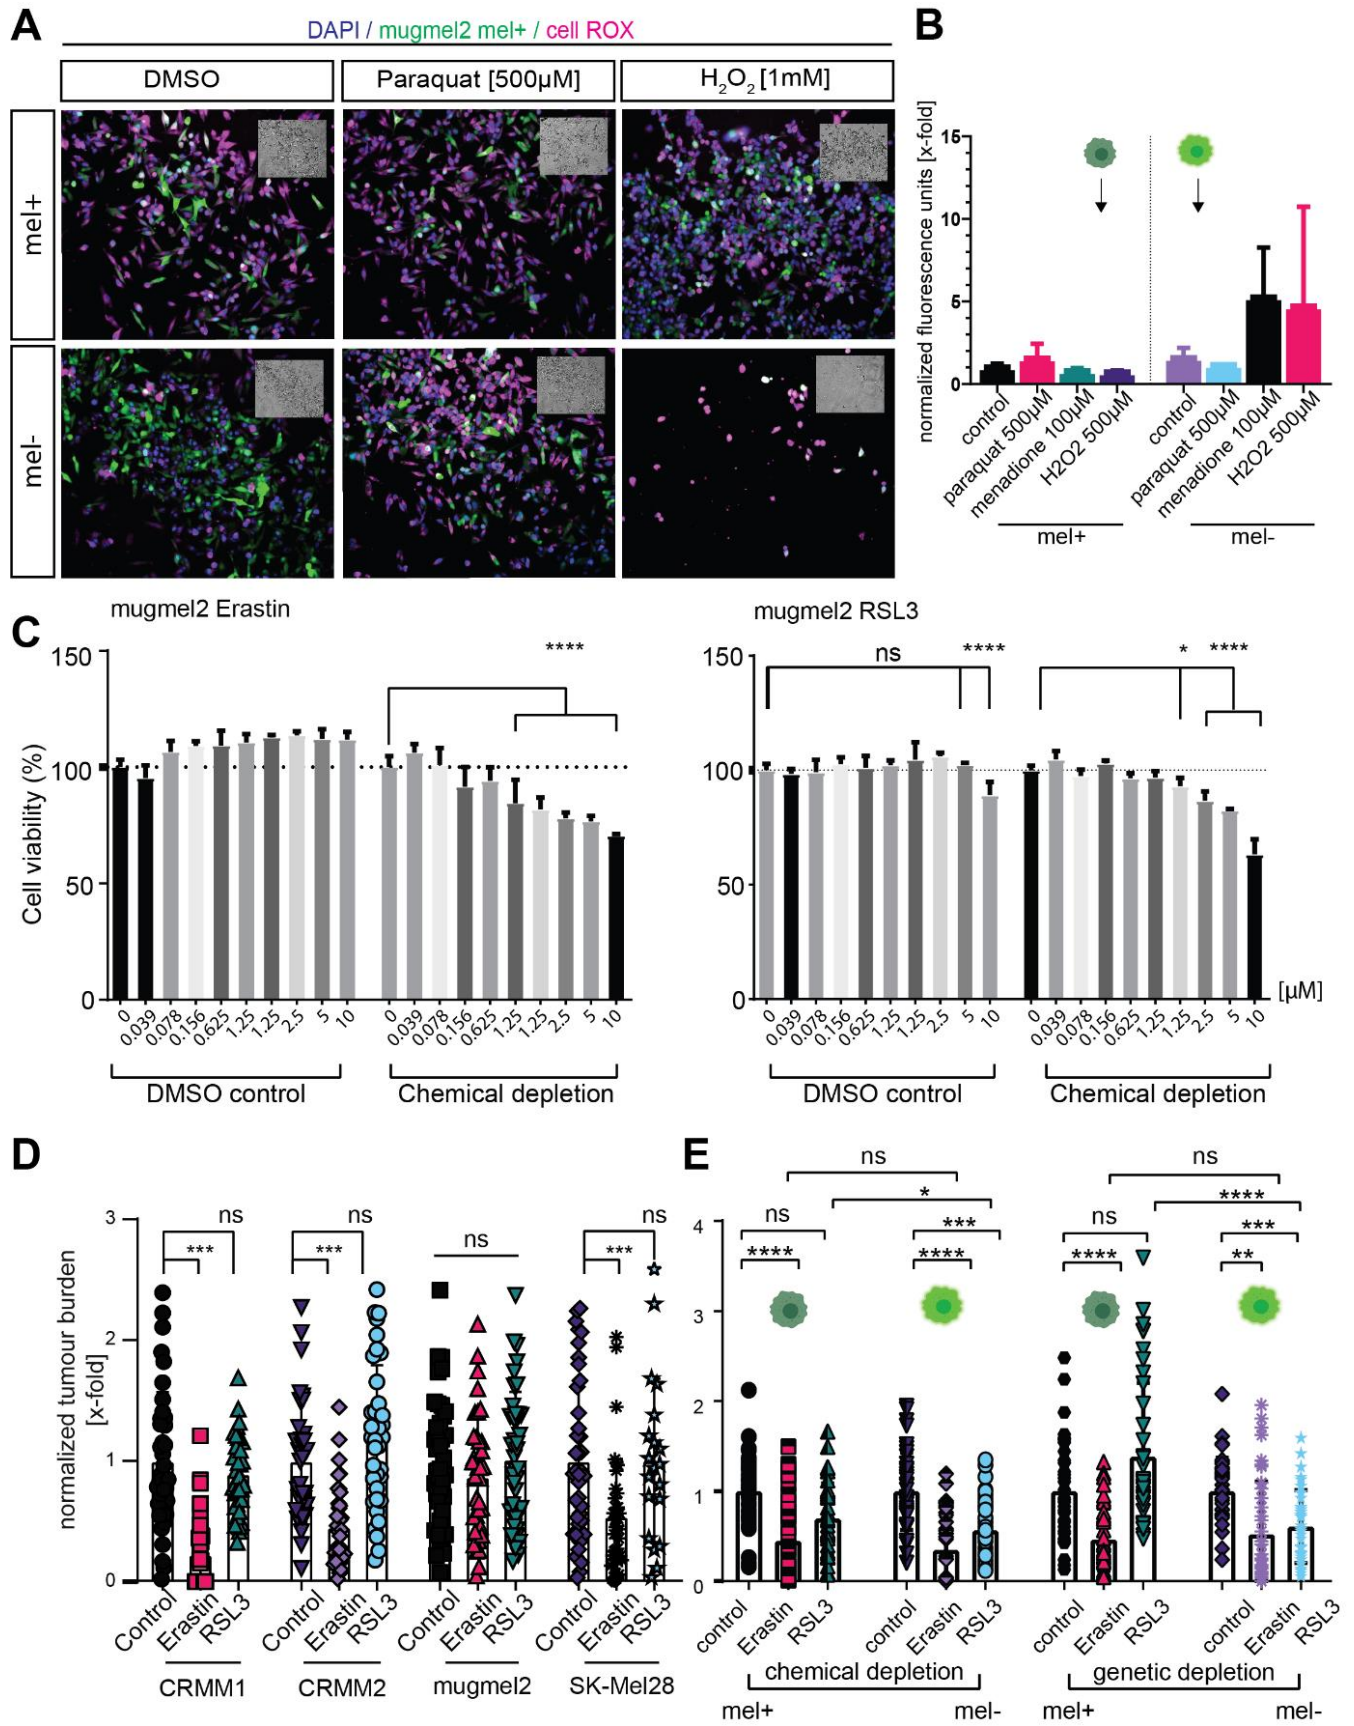 A
DAPI / mugmel2 mel+ / cell ROX
DMSO
Paraquat [500µM]
H2O2 [1mM]
mel+
mel-
B
normalized fluorescence units [x-fold]
15
10
5
0
control
paraquat 500µM
menadione 100µM
H2O2 500µM
control
paraquat 500µM
menadione 100µM
H2O2 500µM
mel+
mel-
C
mugmel2 Erastin
Cell viability (%)
150
100
50
0
****
0
0.039
0.078
0.156
0.625
1.25
1.25
2.5
5
10
0
0.039
0.078
0.156
0.625
1.25
1.25
2.5
5
10
DMSO control
Chemical depletion
mugmel2 RSL3
150
100
50
0
ns
****
*
****
0
0.039
0.078
0.156
0.625
1.25
1.25
2.5
5
10
0
0.039
0.078
0.156
0.625
1.25
1.25
2.5
5
10
[µM]
DMSO control
Chemical depletion
D
normalized tumour burden
[x-fold]
3
2
1
0
ns
***
ns
***
ns
ns
***
Control
Erastin
RSL3
Control
Erastin
RSL3
Control
Erastin
RSL3
Control
Erastin
RSL3
CRMM1
CRMM2
mugmel2
SK-Mel28
E
4
3
2
1
0
ns
*
ns
***
****
****
ns
****
ns
***
****
**
control
Erastin
RSL3
control
Erastin
RSL3
control
Erastin
RSL3
control
Erastin
RSL3
chemical depletion
genetic depletion
mel+
mel-
mel+
mel-